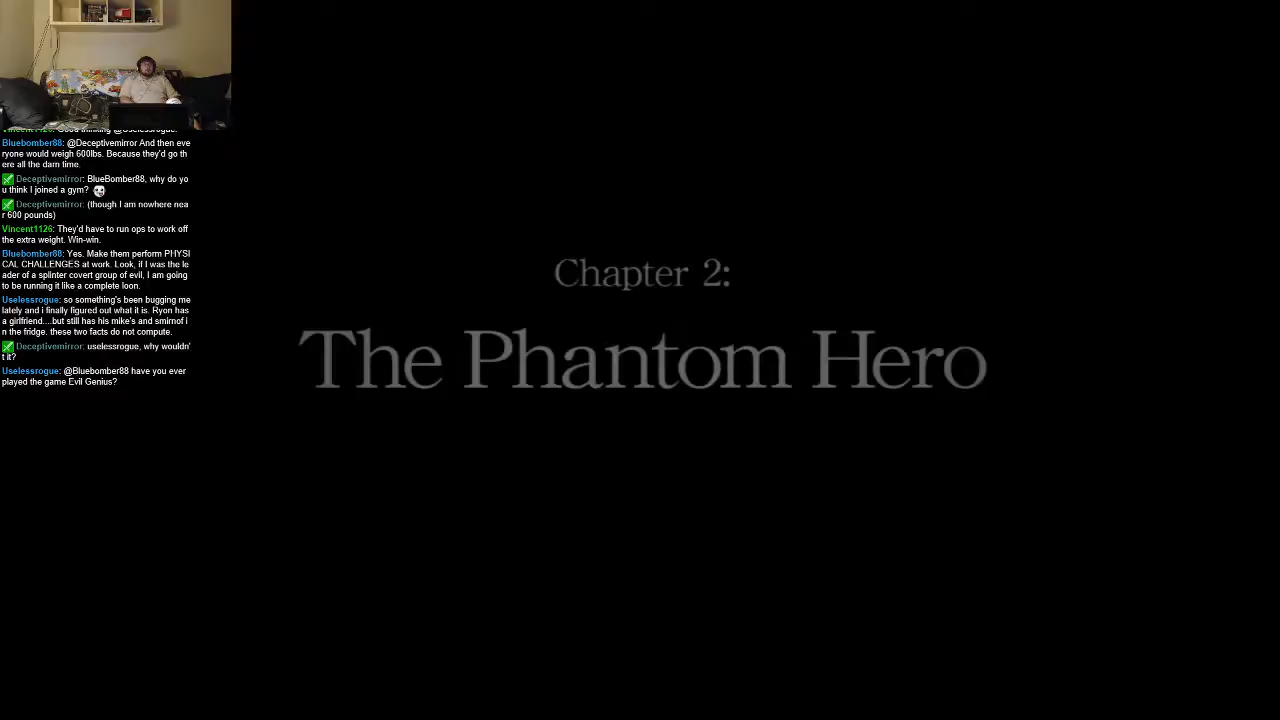 Vincent1126: Good thinking @Uselessrogue.
Bluebomber88: @Deceptivemirror And then eve
ryone would weigh 600lbs. Because they'd go th
ere all the darn time.
Deceptivemirror: BlueBomber88, why do yo
u think I joined a gym?
Deceptivemirror: (though I am nowhere nea
r 600 pounds)
Vincent1126: They'd have to run ops to work off
the extra weight. Win-win.
Bluebomber88: Yes. Make them perform PHYSI
CAL CHALLENGES at work. Look, if I was the le
ader of a splinter covert group of evil, I am going
to be running it like a complete loon.
Uselessrogue: so something's been bugging me
lately and i finally figured out what it is. Ryon has
a girlfriend....but still has his mike's and smirnof i
n the fridge. these two facts do not compute.
Deceptivemirror: uselessrogue, why wouldn'
t it?
Uselessrogue: @Bluebomber88 have you ever
played the game Evil Genius?
Chapter 2:
The Phantom Hero